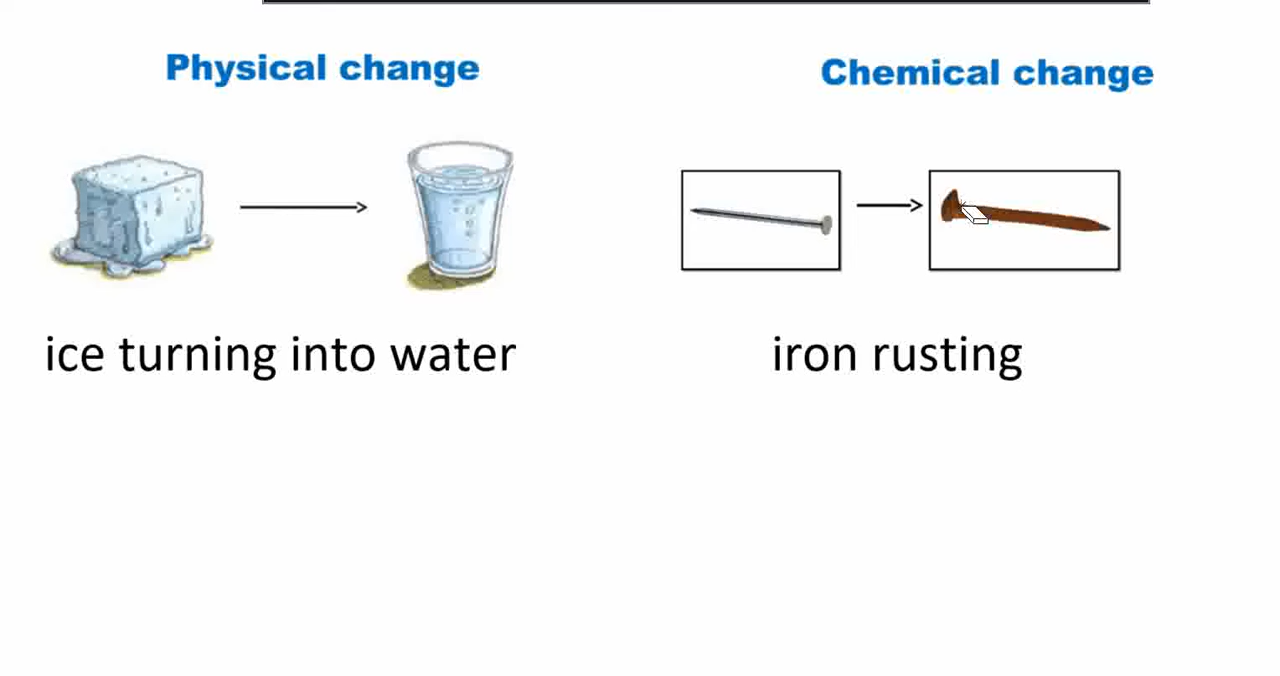 Physical change
Chemical change
ice turning into water
iron rusting